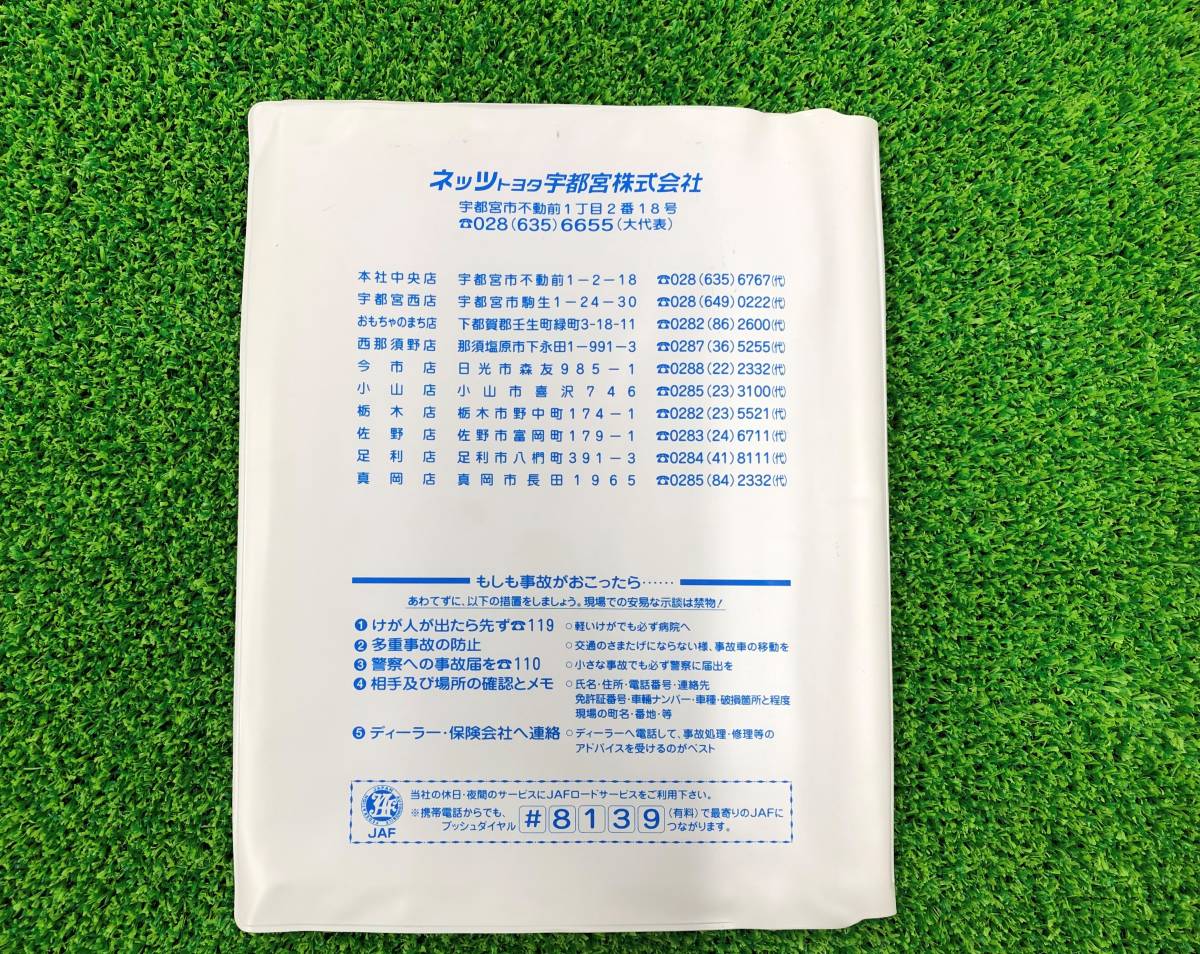 ネッツトヨタ宇都宮株式会社
宇都宮市不動前1丁目2番18号
☎028(635)6655(大代表)
本社中央店 宇都宮市不動前1-2-18 ☎028(635)6767(代)
宇都宮西店 宇都宮市駒生1-24-30 ☎028(649)0222(代)
おもちゃのまち店 下都賀郡壬生町緑町3-18-11 ☎0282(86)2600(代)
西那須野店 那須塩原市下永田1-991-3 ☎0287(36)5255(代)
今市店 日光市森友985-1 ☎0288(22)2332(代)
小山店 小山市喜沢746 ☎0285(23)3100(代)
栃木店 栃木市野中町174-1 ☎0282(23)5521(代)
佐野店 佐野市富岡町179-1 ☎0283(24)6711(代)
足利店 足利市八椚町391-3 ☎0284(41)8111(代)
真岡店 真岡市長田1965 ☎0285(84)2332(代)
もしも事故がおこったら……
あわてずに、以下の措置をしましょう。現場での安易な示談は禁物!
❶けが人が出たら先ず☎119 ○軽いけがでも必ず病院へ
❷多重事故の防止 ○交通のさまたげにならない様、事故車の移動を
❸警察への事故届を☎110 ○小さな事故でも必ず警察に届出を
❹相手及び場所の確認とメモ ○氏名・住所・電話番号・連絡先
免許証番号・車輛ナンバー・車種・破損箇所と程度
現場の町名・番地・等
❺ディーラー・保険会社へ連絡 ○ディーラーへ電話して、事故処理・修理等の
アドバイスを受けるのがベスト
当社の休日・夜間のサービスにJAFロードサービスをご利用下さい。
※携帯電話からでも、
プッシュダイヤル #8139 (有料)で最寄りのJAFに
つながります。
JAF